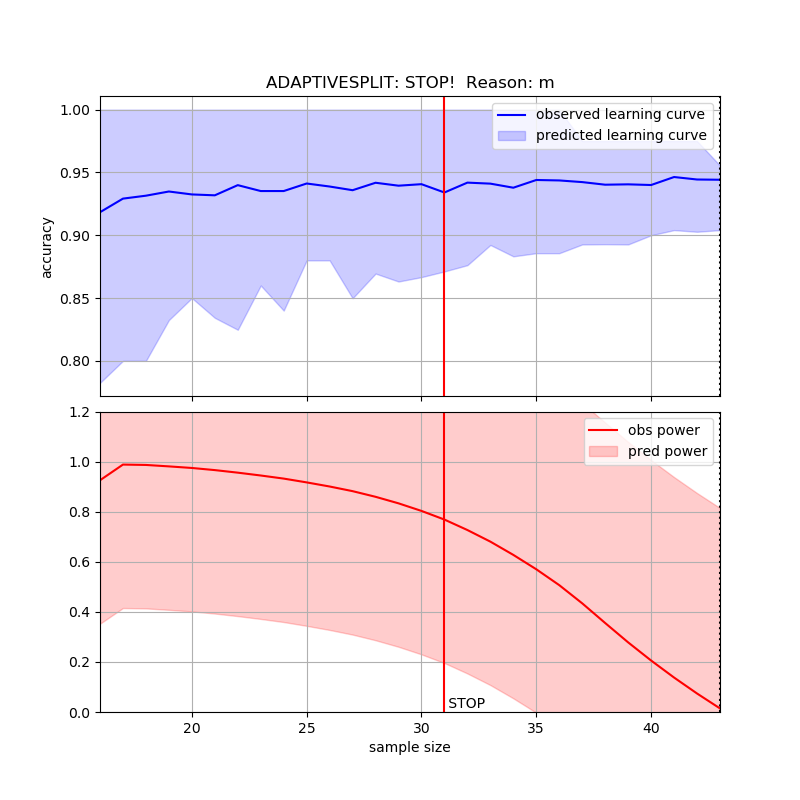 ADAPTIVESPLIT: STOP!  Reason: m
1.00
0.95
0.90
0.85
0.80
accuracy
observed learning curve
predicted learning curve
1.2
1.0
0.8
0.6
0.4
0.2
0.0
obs power
pred power
STOP
20
25
30
35
40
sample size